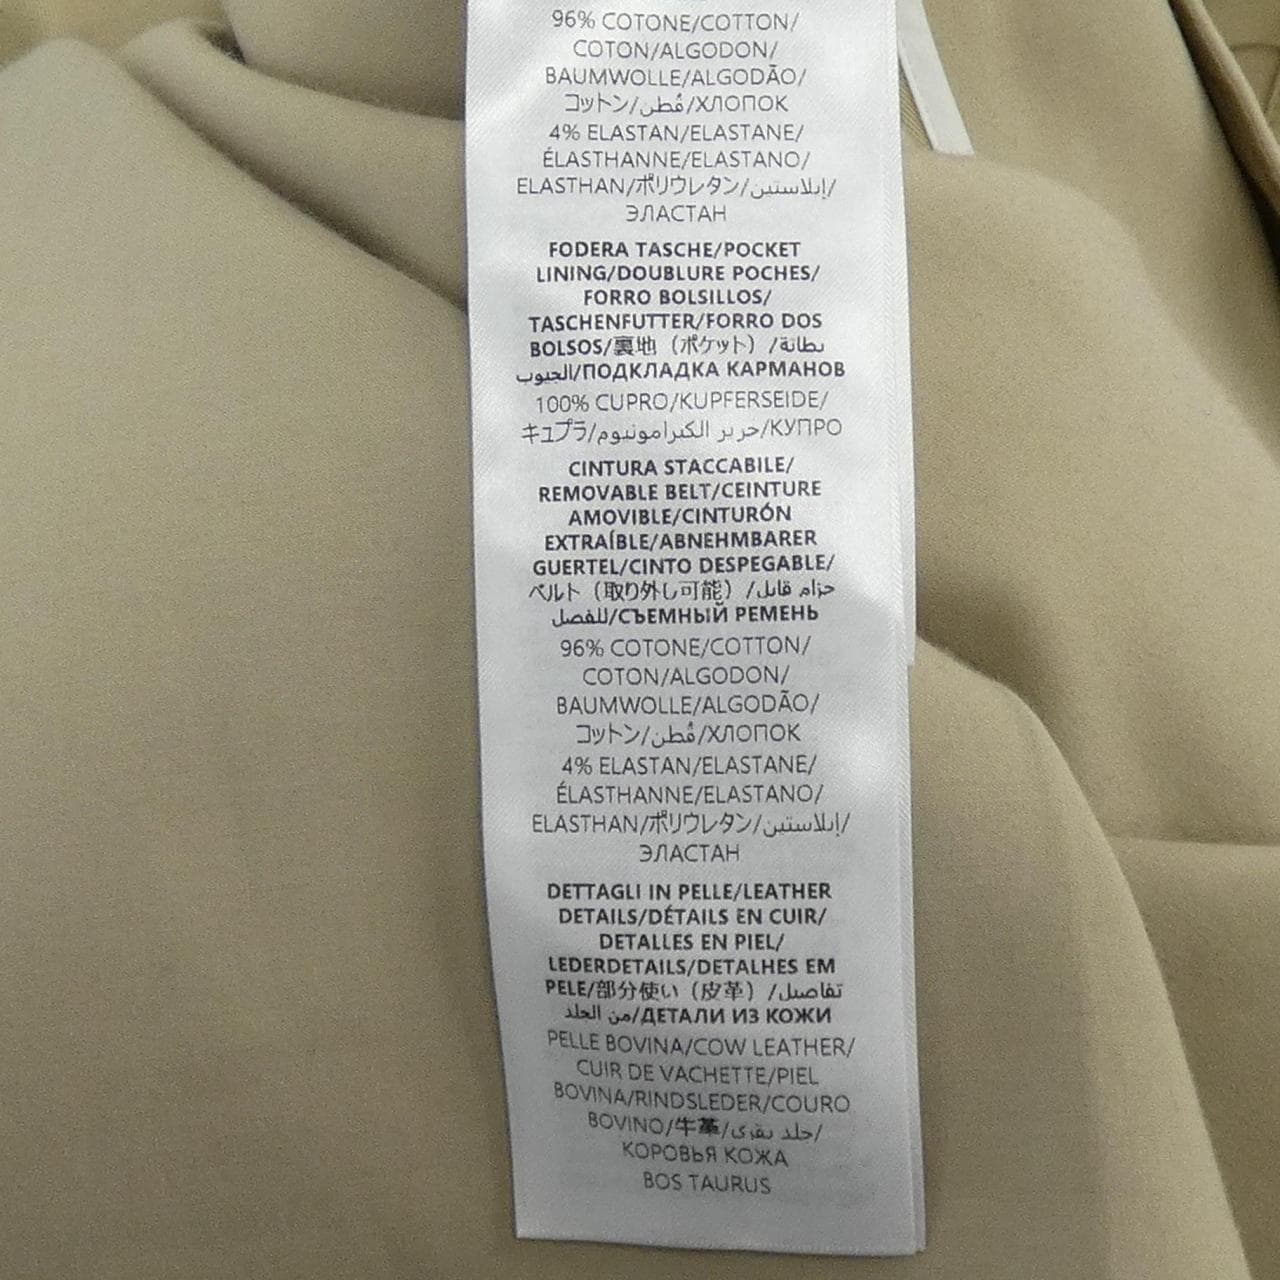 96% COTONE/COTTON/
COTON/ALGODON/
BAUMWOLLE/ALGODÃO/
コットン/قُطن/ХЛОПОК
4% ELASTAN/ELASTANE/
ÉLASTHANNE/ELASTANO/
ELASTHAN/ポリウレタン/إيلاستين/
ЭЛАСТАН
FODERA TASCHE/POCKET
LINING/DOUBLURE POCHES/
FORRO BOLSILLOS/
TASCHENFUTTER/FORRO DOS
BOLSOS/裏地（ポケット）/بطانة
الجيوب/ПОДКЛАДКА КАРМАНОВ
100% CUPRO/KUPFERSEIDE/
キュプラ/حرير الكبرامونيوم/КУПРО
CINTURA STACCABILE/
REMOVABLE BELT/CEINTURE
AMOVIBLE/CINTURÓN
EXTRAÍBLE/ABNEHMBARER
GUERTEL/CINTO DESPEGABLE/
ベルト（取り外し可能）/حزام قابل
للفصل/СЪЕМНЫЙ РЕМЕНЬ
96% COTONE/COTTON/
COTON/ALGODON/
BAUMWOLLE/ALGODÃO/
コットン/قُطن/ХЛОПОК
4% ELASTAN/ELASTANE/
ÉLASTHANNE/ELASTANO/
ELASTHAN/ポリウレタン/إيلاستين/
ЭЛАСТАН
DETTAGLI IN PELLE/LEATHER
DETAILS/DÉTAILS EN CUIR/
DETALLES EN PIEL/
LEDERDETAILS/DETALHES EM
PELE/部分使い（皮革）/تفاصيل
من الجلد/ДЕТАЛИ ИЗ КОЖИ
PELLE BOVINA/COW LEATHER/
CUIR DE VACHETTE/PIEL
BOVINA/RINDSLEDER/COURO
BOVINO/牛革/جلد بقري/
КОРОВЬЯ КОЖА
BOS TAURUS